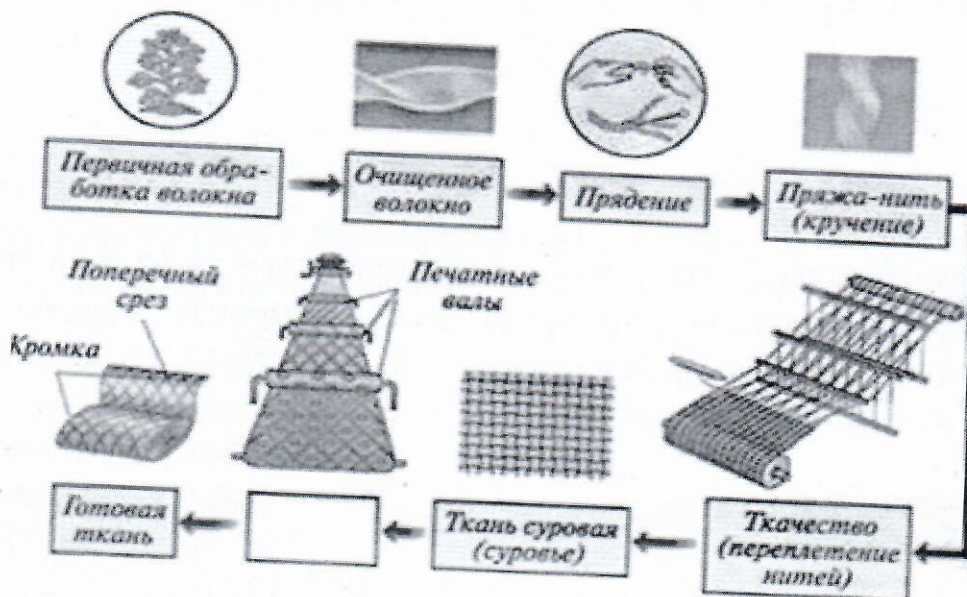 Первичная обра-
ботка волокна
Очищенное
волокно
Прядение
Пряжа-нить
(кручение)
Поперечный
срез
Кромка
Печатные
валы
Готовая
ткань
Ткань суровая
(суровье)
Ткачество
(переплетение
нитей)